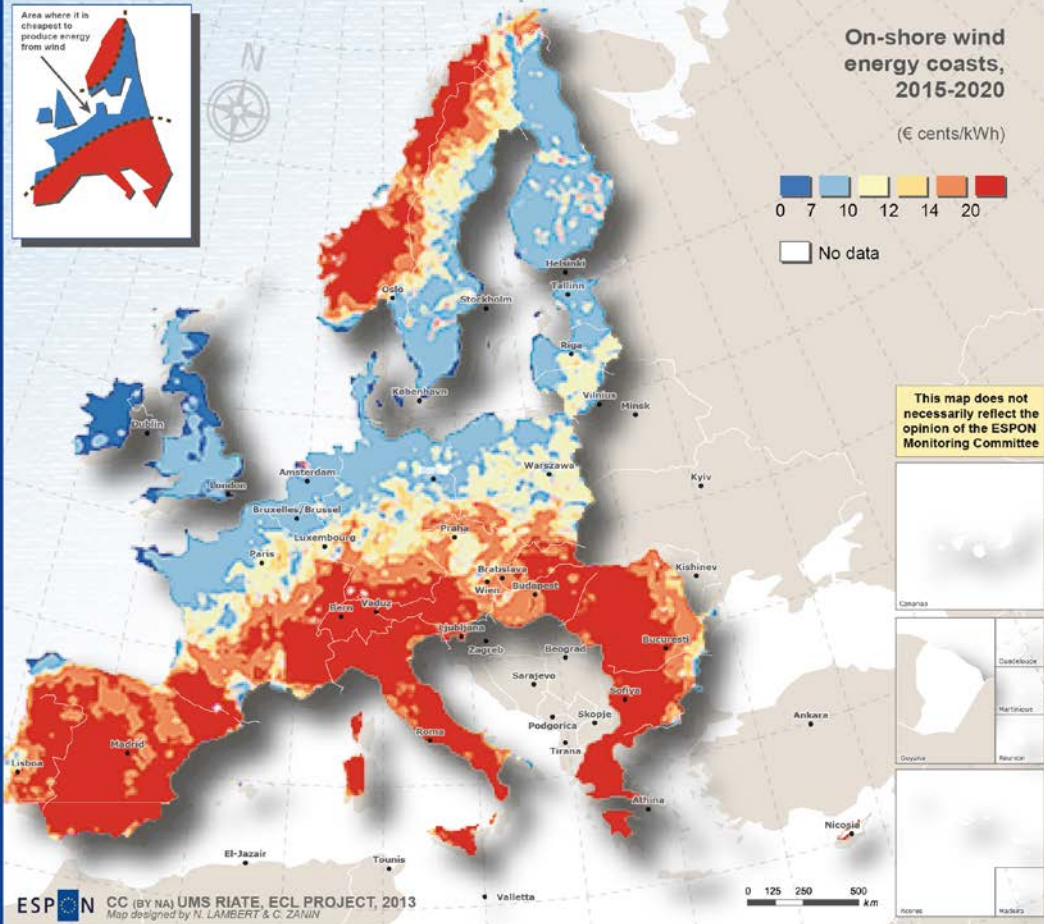 Area where it is
cheapest to
produce energy
from wind
N
On-shore wind
energy coasts,
2015-2020
(€ cents/kWh)
0 7 10 12 14 20
No data
This map does not
necessarily reflect the
opinion of the ESPON
Monitoring Committee
Helsinki
Tallinn
Oslo
Stockholm
Riga
København
Vilnius
Minsk
Dublin
Amsterdam
London
Warszawa
Kyiv
Bruxelles/Brussel
Luxembourg
Praha
Paris
Bratislava
Wien
Budapest
Kishinev
Bern
Vaduz
Ljubljana
Zagreb
Beograd
Bucuresti
Sarajevo
Sofiya
Skopje
Podgorica
Tirana
Ankara
Roma
Madrid
Lisboa
Athina
Nicosia
El-Jazair
Tounis
Valletta
Canarias
Guadeloupe
Martinique
Guyane
Réunion
Acores
Madeira
0 125 250 500
km
ESPON
CC (BY NA) UMS RIATE, ECL PROJECT, 2013
Map designed by N. LAMBERT & C. ZANIN